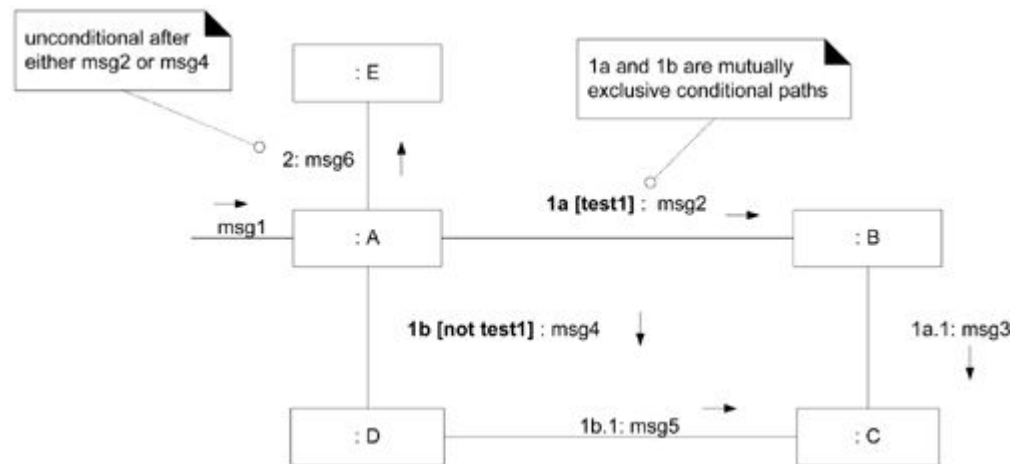 unconditional after
either msg2 or msg4
: E
1a and 1b are mutually
exclusive conditional paths
2: msg6
1a [test1] : msg2
msg1
: A
: B
1b [not test1] : msg4
1a.1: msg3
: D
1b.1: msg5
: C